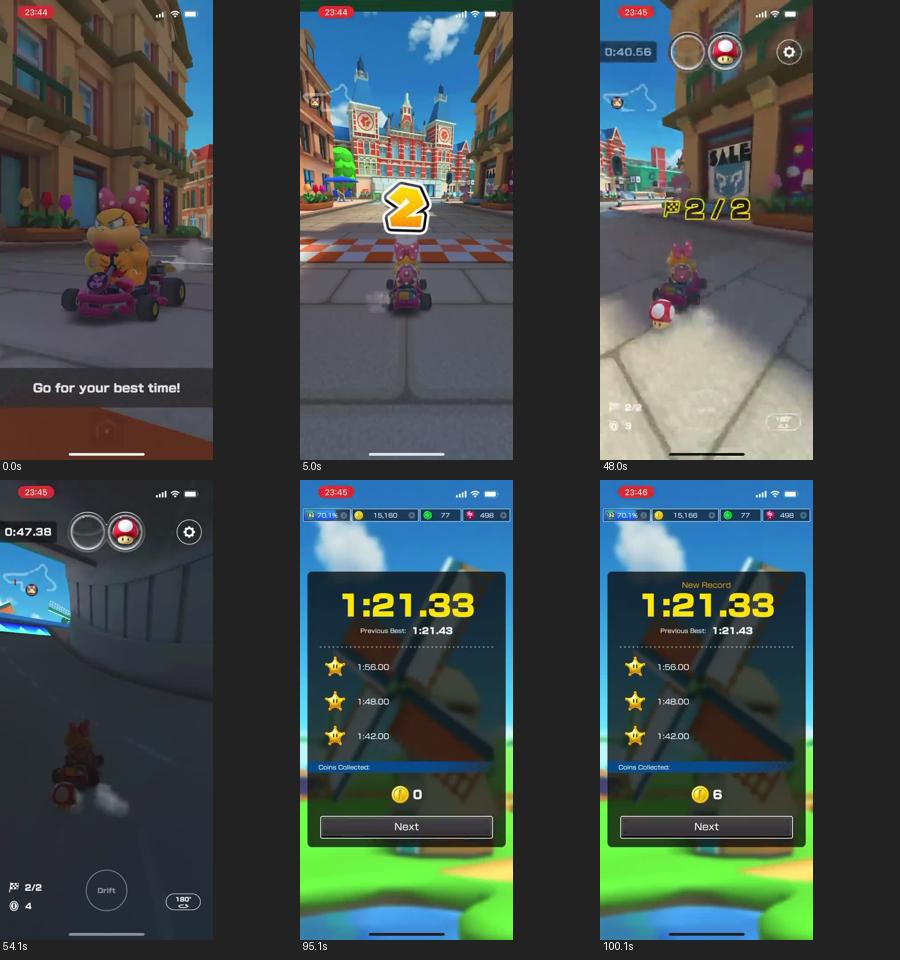 23:44
Go for your best time!
0.0s
23:44
2
5.0s
23:45
0:40.56
SALE
2/2
2/2
3
180°
48.0s
23:45
0:47.38
2/2
4
Drift
180°
54.1s
23:45
70.1%
15,160
77
498
1:21.33
Previous Best: 1:21.43
1:56.00
1:48.00
1:42.00
Coins Collected:
0
Next
95.1s
23:46
70.1%
15,166
77
498
New Record
1:21.33
Previous Best: 1:21.43
1:56.00
1:48.00
1:42.00
Coins Collected:
6
Next
100.1s